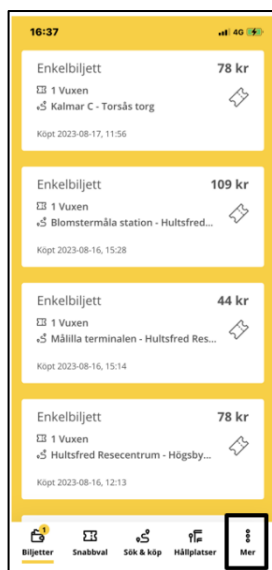 16:37 4G
Enkelbiljett 78 kr
1 Vuxen
Kalmar C - Torsås torg
Köpt 2023-08-17, 11:56
Enkelbiljett 109 kr
1 Vuxen
Blomstermåla station - Hultsfred...
Köpt 2023-08-16, 15:28
Enkelbiljett 44 kr
1 Vuxen
Målilla terminalen - Hultsfred Res...
Köpt 2023-08-16, 15:14
Enkelbiljett 78 kr
1 Vuxen
Hultsfred Resecentrum - Högsby...
Köpt 2023-08-16, 12:13
1
Biljetter Snabbval Sök & köp Hållplatser Mer